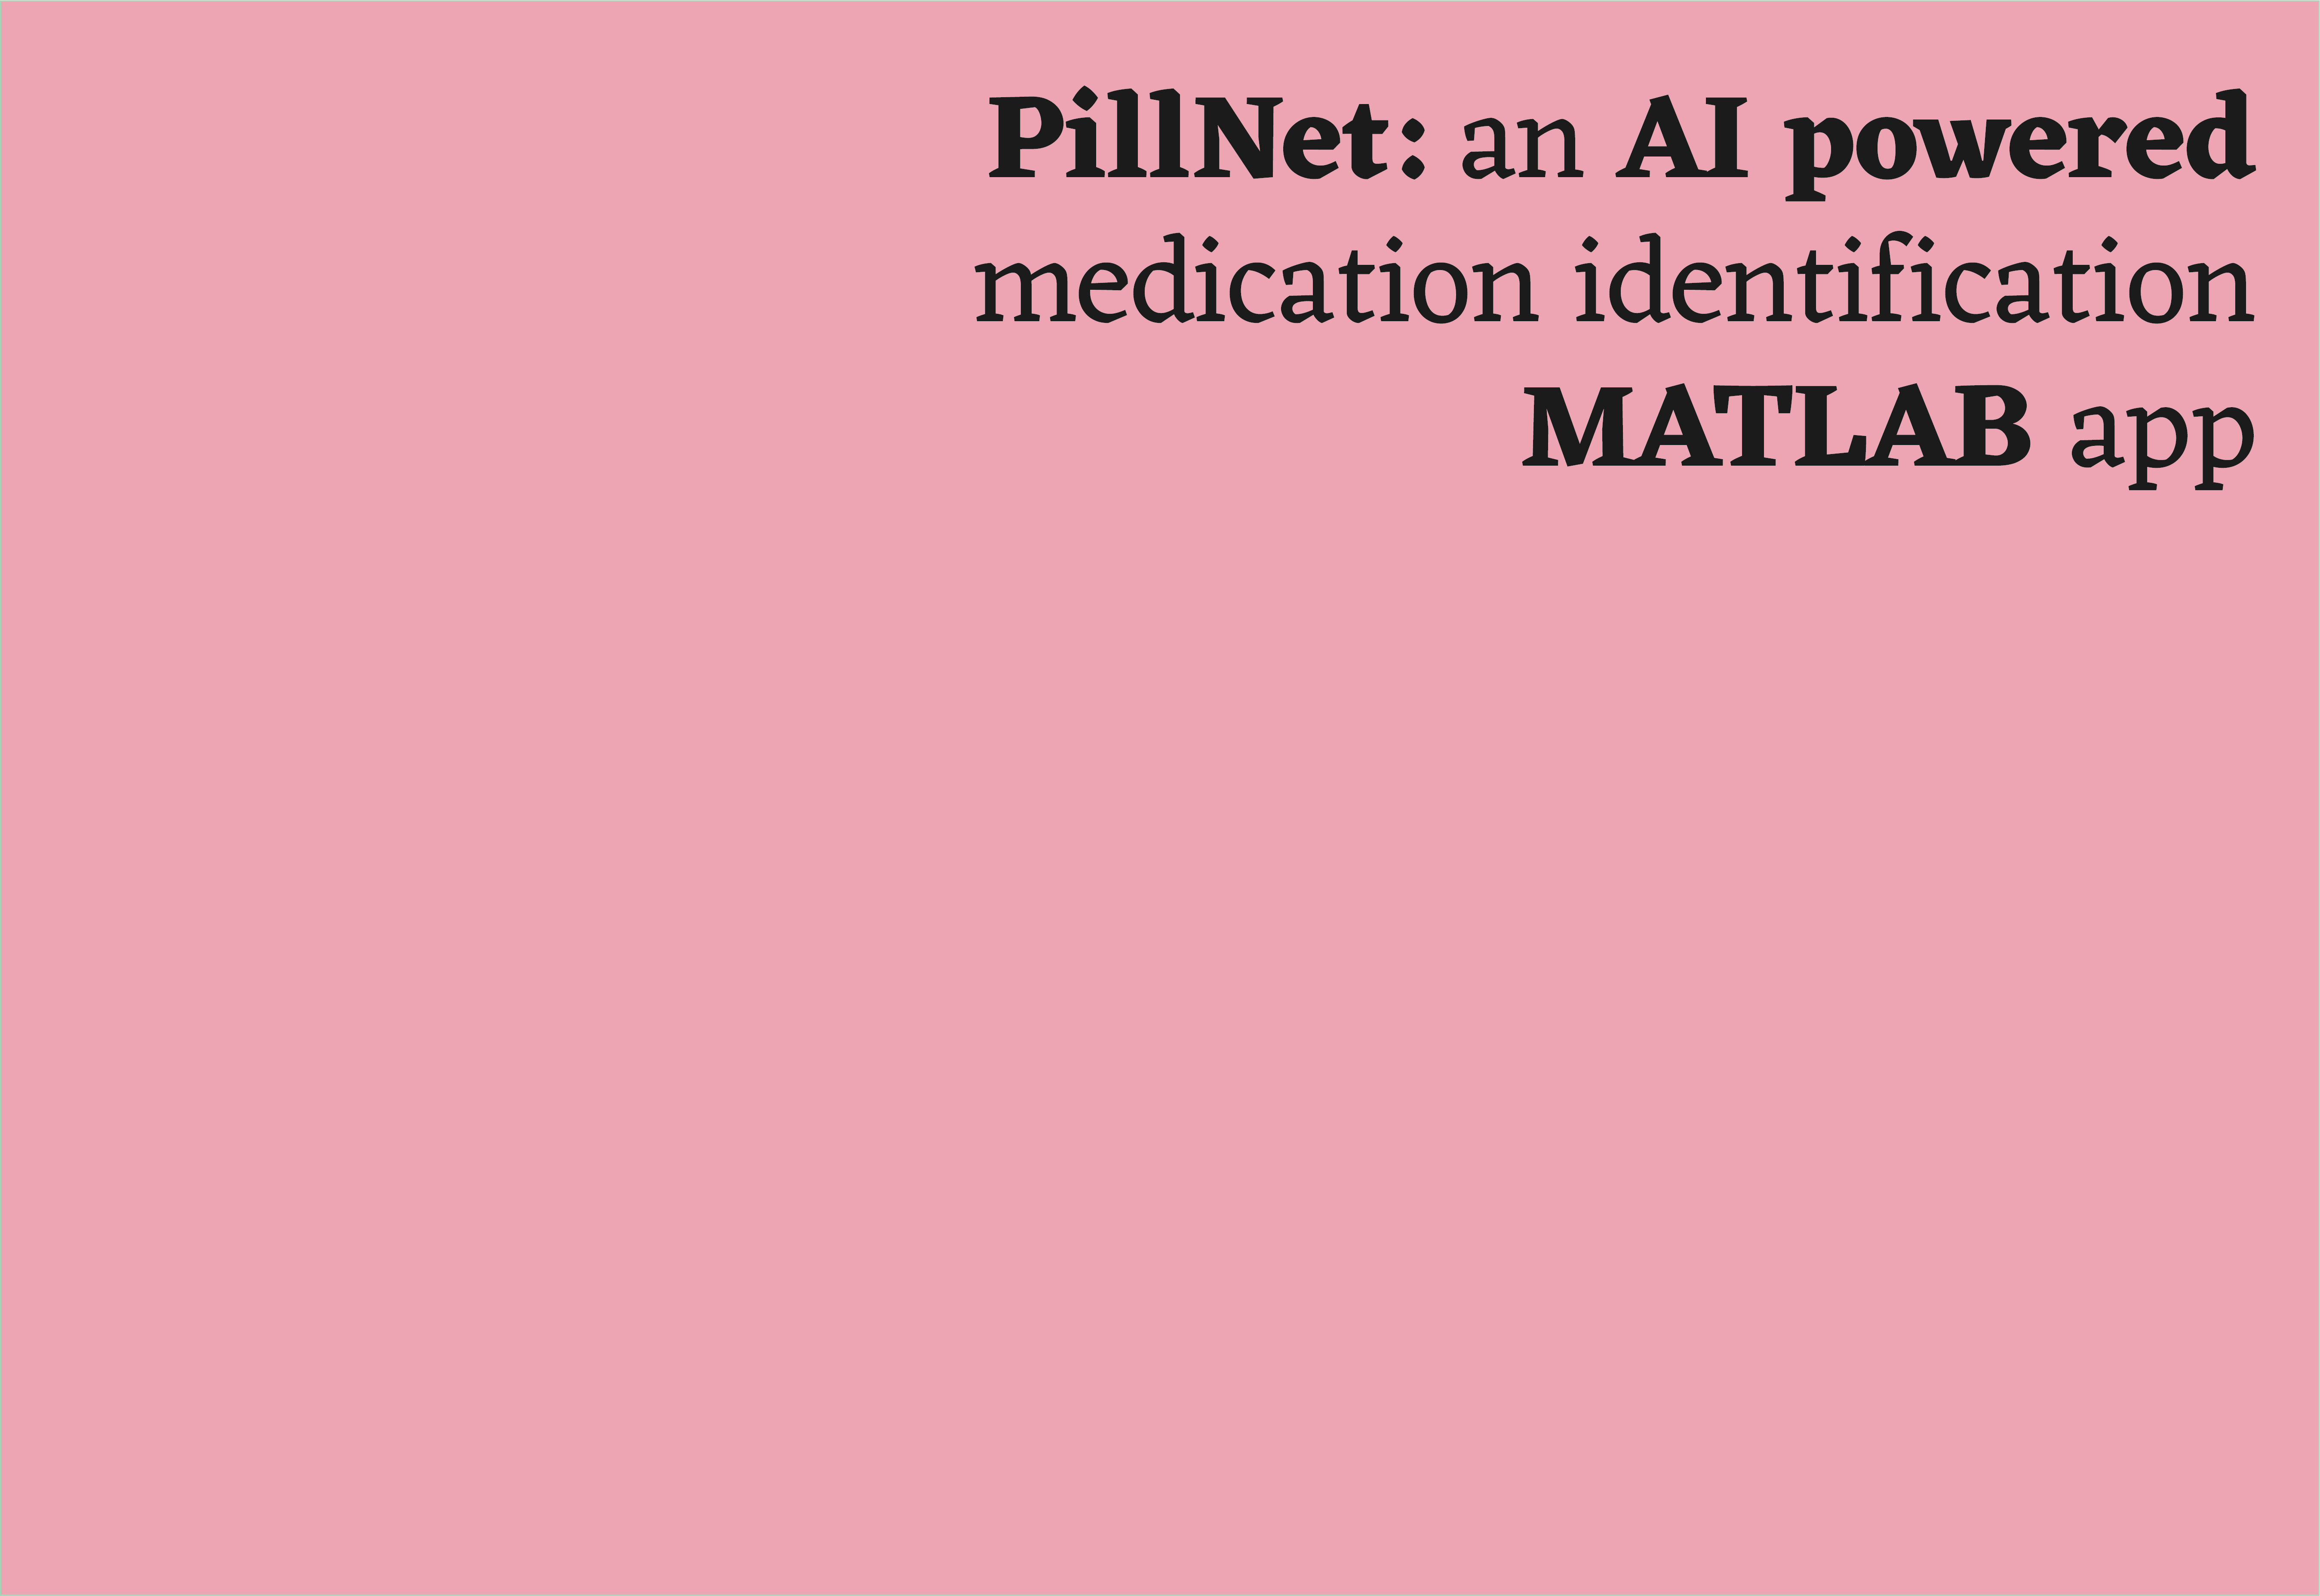 PillNet: an AI powered
medication identification
MATLAB app